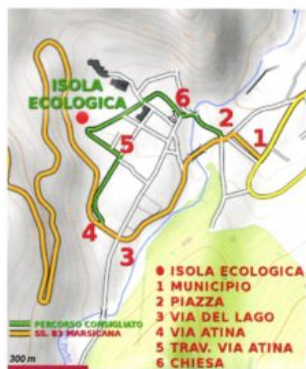 ISOLA
ECOLOGICA
6
2
1
5
4
3
ISOLA ECOLOGICA
1 MUNICIPIO
2 PIAZZA
3 VIA DEL LAGO
4 VIA ATINA
5 TRAV. VIA ATINA
6 CHIESA
PERCORSO CONSIGLIATO
SS. 83 MARSICANA
300 m